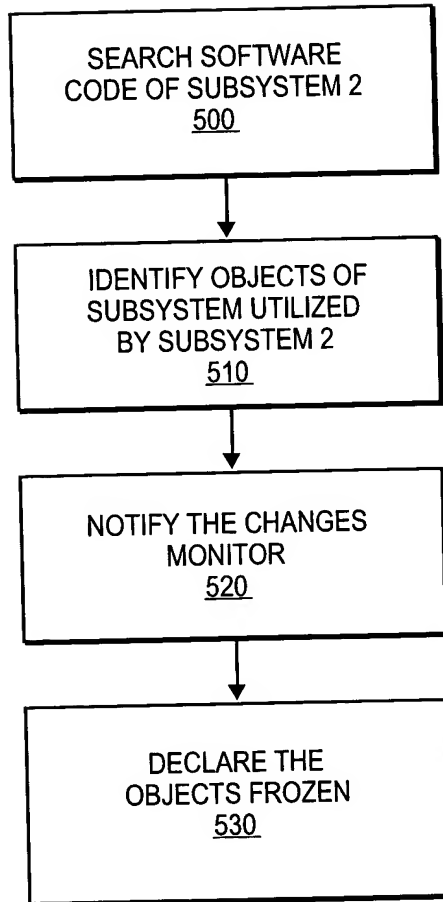 SEARCH SOFTWARE
CODE OF SUBSYSTEM 2
500
IDENTIFY OBJECTS OF
SUBSYSTEM UTILIZED
BY SUBSYSTEM 2
510
NOTIFY THE CHANGES
MONITOR
520
DECLARE THE
OBJECTS FROZEN
530